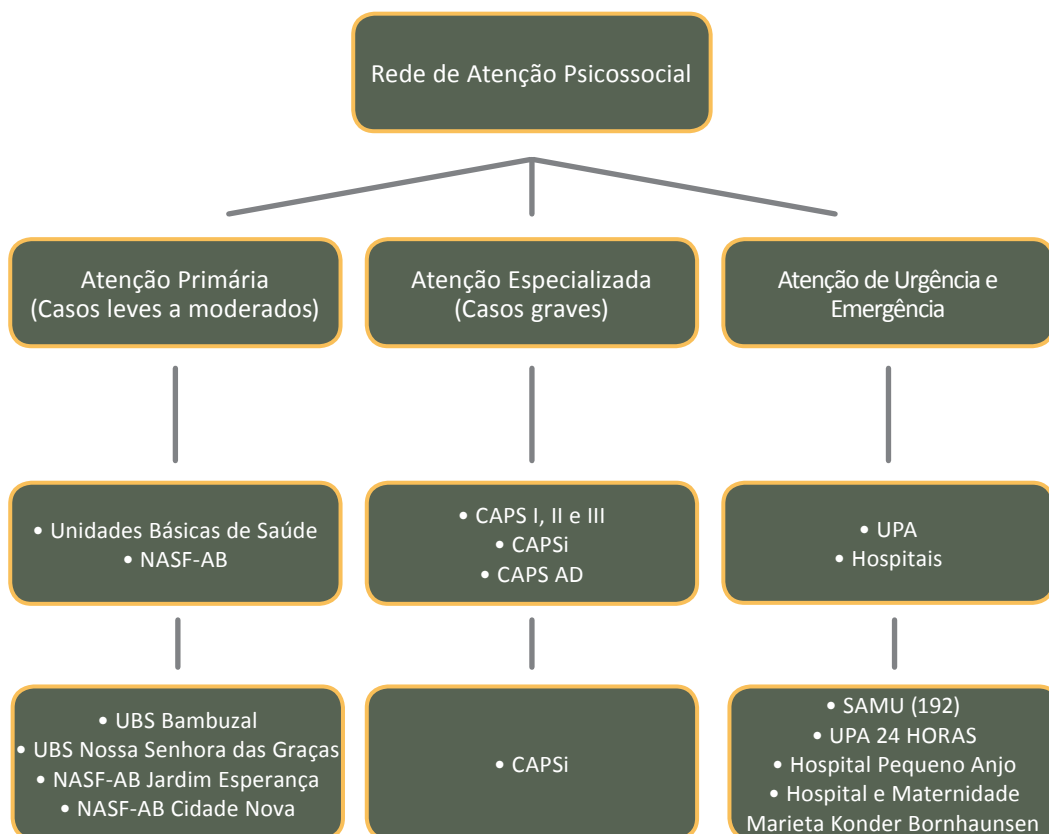 Rede de Atenção Psicossocial
Atenção Primária
(Casos leves a moderados)
Atenção Especializada
(Casos graves)
Atenção de Urgência e
Emergência
• Unidades Básicas de Saúde
• NASF-AB
• CAPS I, II e III
• CAPSi
• CAPS AD
• UPA
• Hospitais
• UBS Bambuzal
• UBS Nossa Senhora das Graças
• NASF-AB Jardim Esperança
• NASF-AB Cidade Nova
• CAPSi
• SAMU (192)
• UPA 24 HORAS
• Hospital Pequeno Anjo
• Hospital e Maternidade
Marieta Konder Bornhaunsen